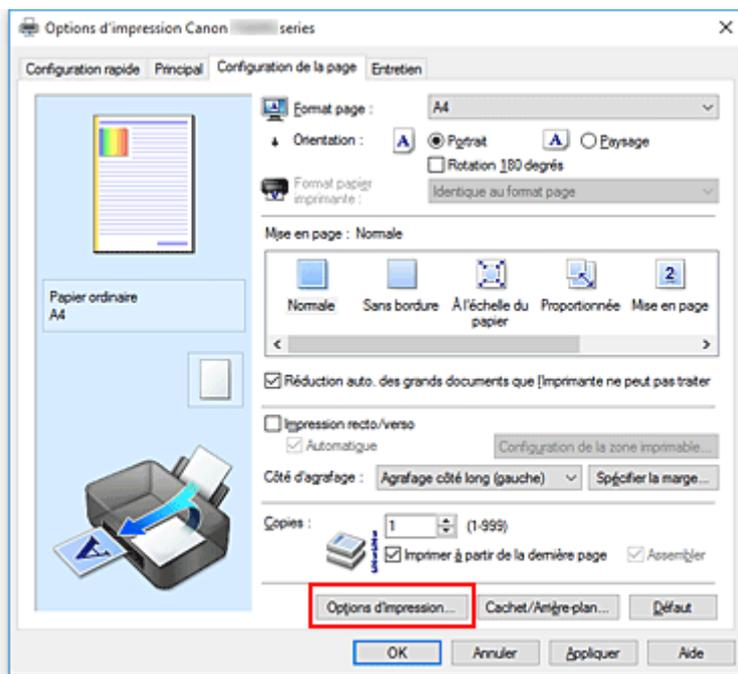 Options d'impression Canon series
Configuration rapide Principal Configuration de la page Entretien
Format page : A4
Orientation : A Portrait A Paysage
Rotation 180 degrés
Format papier imprimante : Identique au format page
Mise en page : Normale
Papier ordinaire
A4
2
Normale Sans bordure À l'échelle du papier Proportionnée Mise en page
Réduction auto. des grands documents que l'imprimante ne peut pas traiter
Impression recto/verso
Automatique Configuration de la zone imprimable...
Côté d'agrafage : Agrafage côté long (gauche) Spécifier la marge...
Copies : 1 (1-999)
Imprimer à partir de la dernière page Assembler
A
Options d'impression... Cachet/Arrière-plan... Défaut
OK Annuler Appliquer Aide